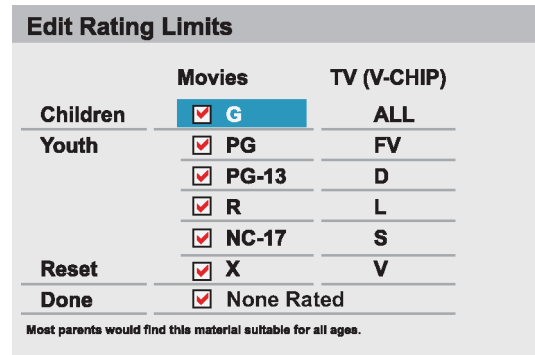 Edit Rating Limits
Movies TV (V-CHIP)
Children G ALL
Youth PG FV
PG-13 D
R L
NC-17 S
Reset X V
Done None Rated
Most parents would find this material suitable for all ages.